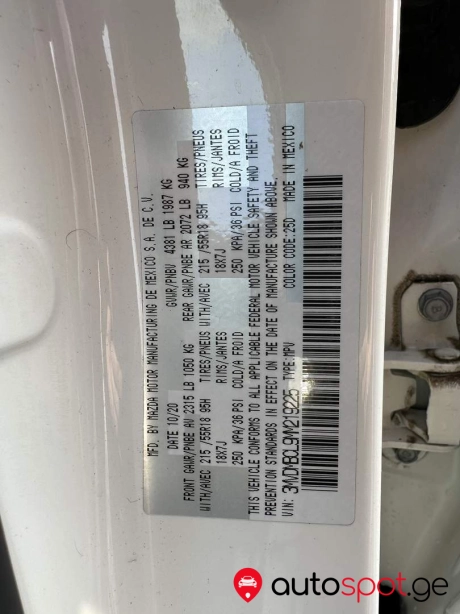 MFD. BY MAZDA MOTOR MANUFACTURING DE MEXICO S.A. DE C.V.
DATE 10/20 GVWR/PNBV 4381 LB 1987 KG
FRONT GAWR/PNBE AV 2315 LB 1050 KG REAR GAWR/PNBE AR 2072 LB 940 KG
WITH/AVEC 215 /55R18 95H TIRES/PNEUS WITH/AVEC 215 /55R18 95H TIRES/PNEUS
18X7J RIMS/JANTES 18X7J RIMS/JANTES
250 KPA/36 PSI COLD/A FROID 250 KPA/36 PSI COLD/A FROID
THIS VEHICLE CONFORMS TO ALL APPLICABLE FEDERAL MOTOR VEHICLE SAFETY AND THEFT
PREVENTION STANDARDS IN EFFECT ON THE DATE OF MANUFACTURE SHOWN ABOVE.
VIN: TYPE:MPV COLOR CODE:25D MADE IN MEXICO
autospot.ge